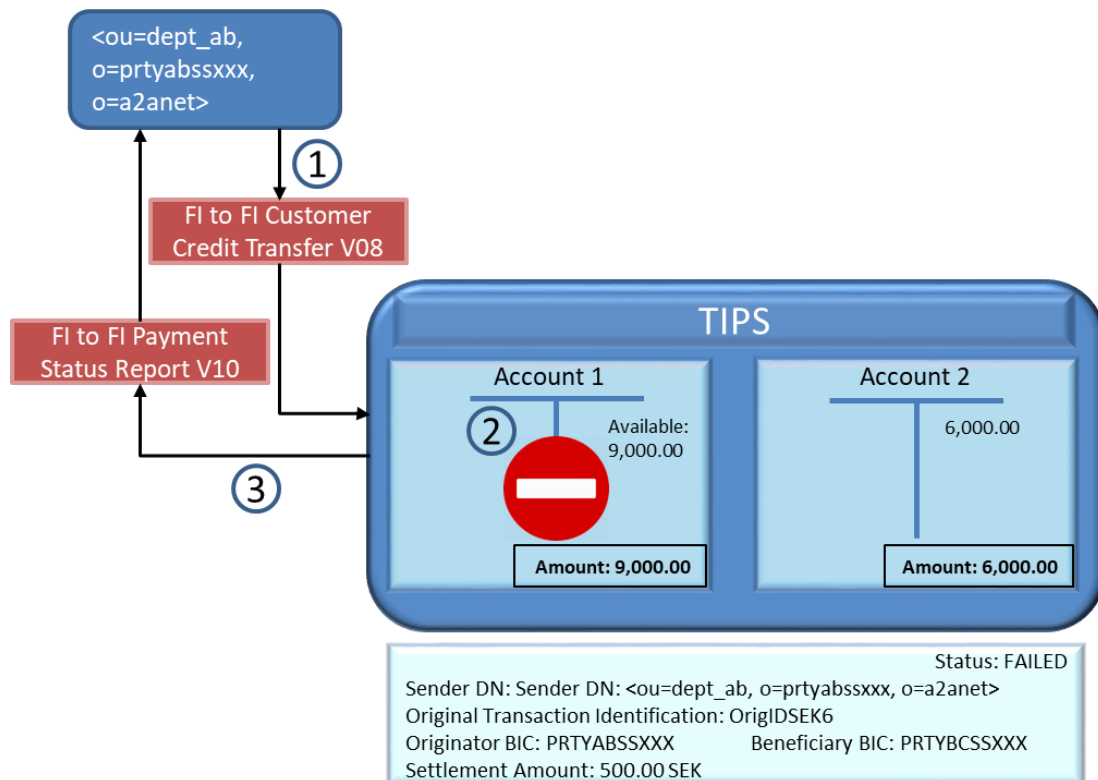 <ou=dept_ab,
o=prtyabssxxx,
o=a2anet>
1
FI to FI Customer
Credit Transfer V08
FI to FI Payment
Status Report V10
TIPS
Account 1
2
Available:
9,000.00
Amount: 9,000.00
Account 2
6,000.00
Amount: 6,000.00
3
Status: FAILED
Sender DN: Sender DN: <ou=dept_ab, o=prtyabssxxx, o=a2anet>
Original Transaction Identification: OrigIDSEK6
Originator BIC: PRTYABSSXXX Beneficiary BIC: PRTYBCSSXXX
Settlement Amount: 500.00 SEK